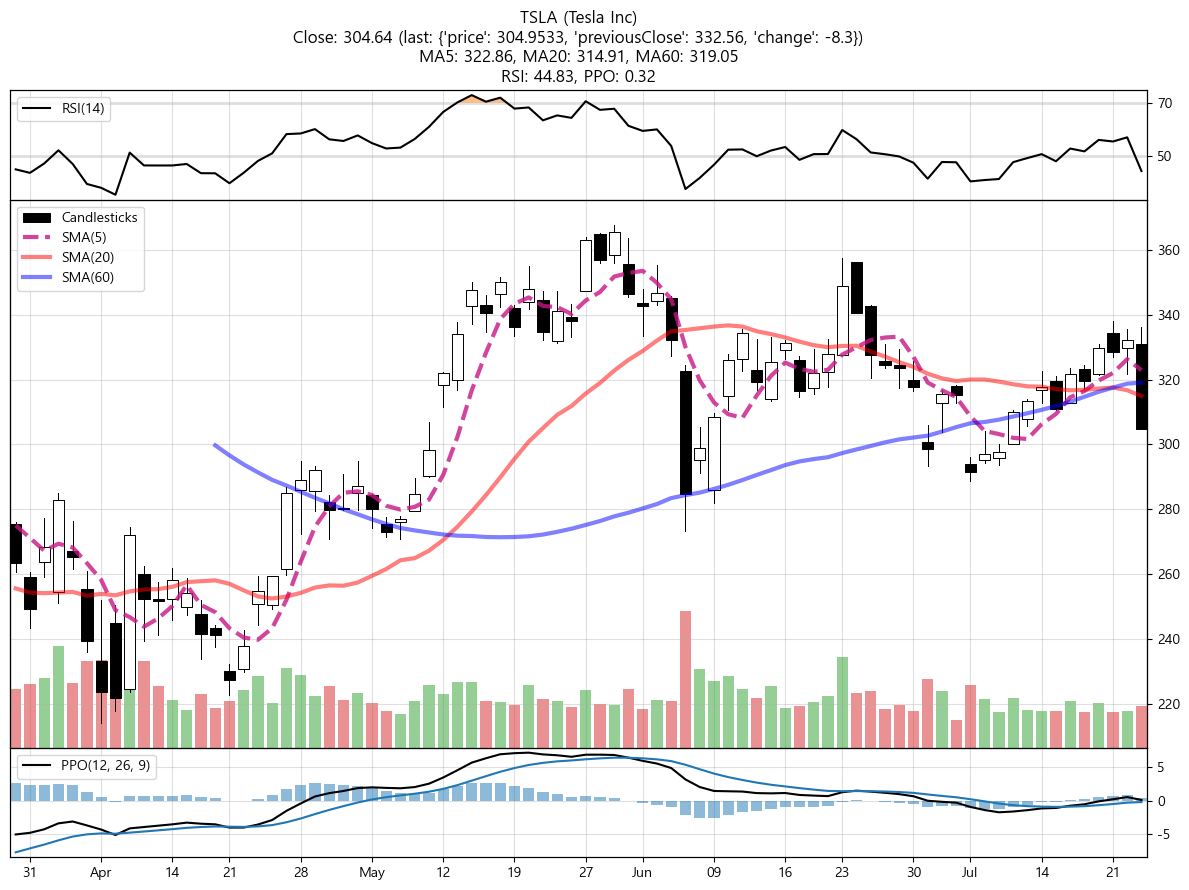 TSLA (Tesla Inc)
Close: 304.64 (last: {'price': 304.9533, 'previousClose': 332.56, 'change': -8.3})
MA5: 322.86, MA20: 314.91, MA60: 319.05
RSI: 44.83, PPO: 0.32
RSI(14)
70
50
Candlesticks
SMA(5)
SMA(20)
SMA(60)
360
340
320
300
280
260
240
220
PPO(12, 26, 9)
5
0
−5
31 Apr 14 21 28 May 12 19 27 Jun 09 16 23 30 Jul 14 21